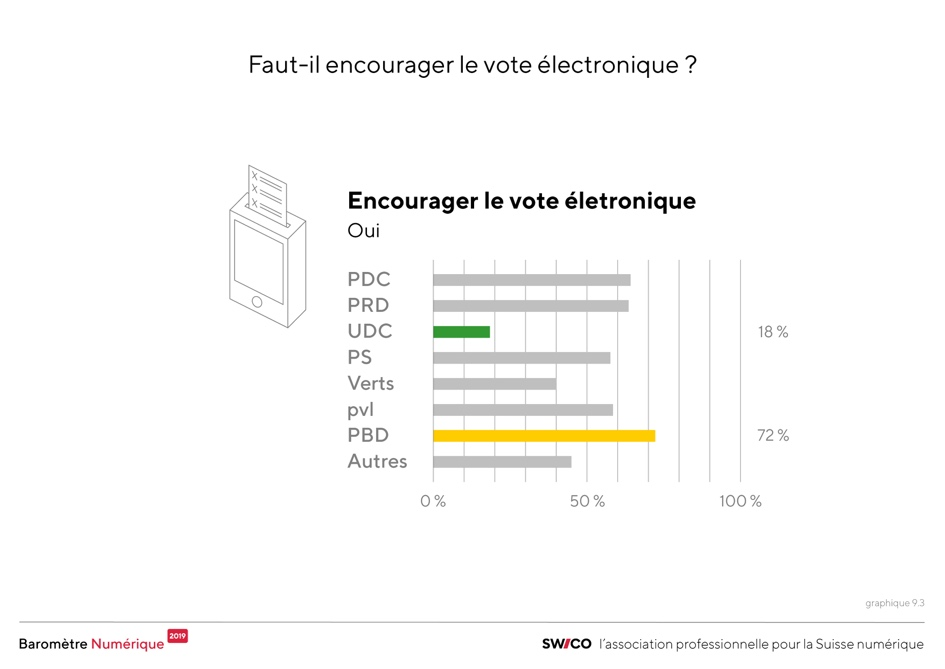 Faut-il encourager le vote électronique ?
X
X
X
Encourager le vote életronique
Oui
PDC
PRD
UDC 18 %
PS
Verts
pvl
PBD 72 %
Autres
0 % 50 % 100 %
graphique 9.3
Baromètre Numérique 2019
SWICO l'association professionnelle pour la Suisse numérique